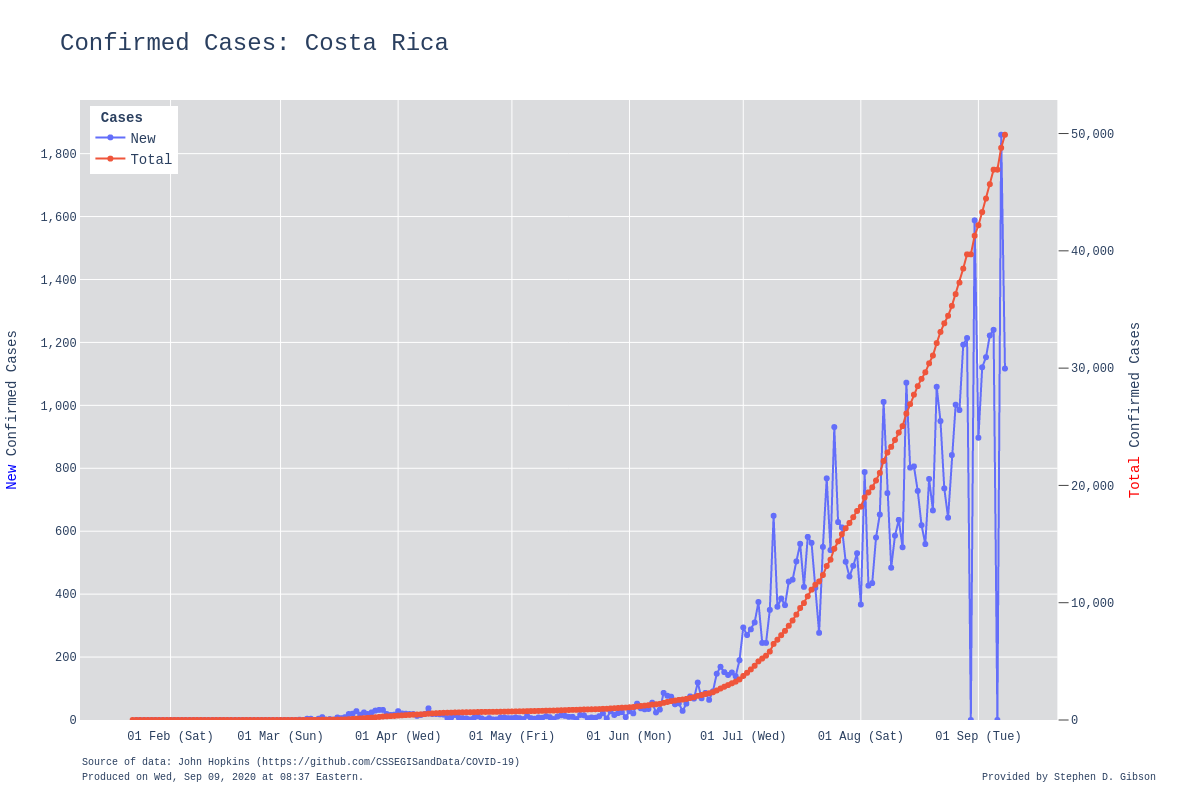 Confirmed Cases: Costa Rica
Cases
New
Total
1,800
1,600
1,400
1,200
1,000
800
600
400
200
0
New Confirmed Cases
50,000
40,000
30,000
20,000
10,000
0
Total Confirmed Cases
01 Feb (Sat)
01 Mar (Sun)
01 Apr (Wed)
01 May (Fri)
01 Jun (Mon)
01 Jul (Wed)
01 Aug (Sat)
01 Sep (Tue)
Source of data: John Hopkins (https://github.com/CSSEGISandData/COVID-19)
Produced on Wed, Sep 09, 2020 at 08:37 Eastern.
Provided by Stephen D. Gibson